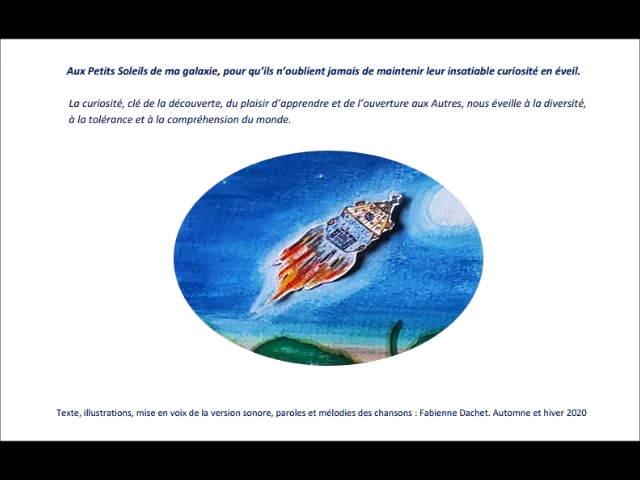 Aux Petits Soleils de ma galaxie, pour qu’ils n’oublient jamais de maintenir leur insatiable curiosité en éveil.
La curiosité, clé de la découverte, du plaisir d’apprendre et de l’ouverture aux Autres, nous éveille à la diversité,
à la tolérance et à la compréhension du monde.
Texte, illustrations, mise en voix de la version sonore, paroles et mélodies des chansons : Fabienne Dachet. Automne et hiver 2020